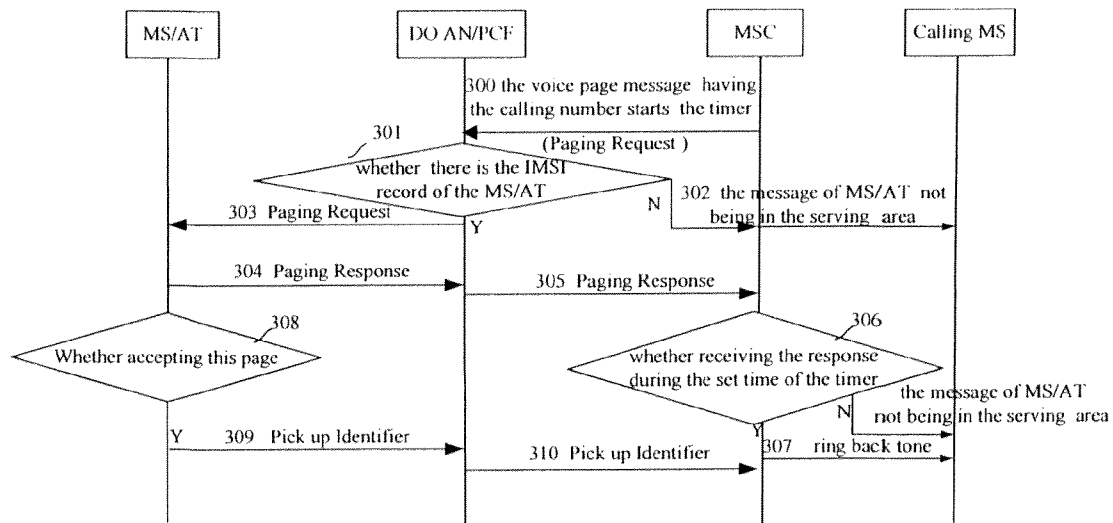 MS/AT
DO AN/PCF
MSC
Calling MS
300 the voice page message having
the calling number starts the timer
(Paging Request )
301
whether there is the IMSI
record of the MS/AT
N
302 the message of MS/AT not
being in the serving area
303 Paging Request
Y
304 Paging Response
305 Paging Response
308
Whether accepting this page
306
whether receiving the response
during the set time of the timer
the message of MS/AT
not being in the serving area
N
Y
Y
309 Pick up Identifier
307 ring back tone
310 Pick up Identifier